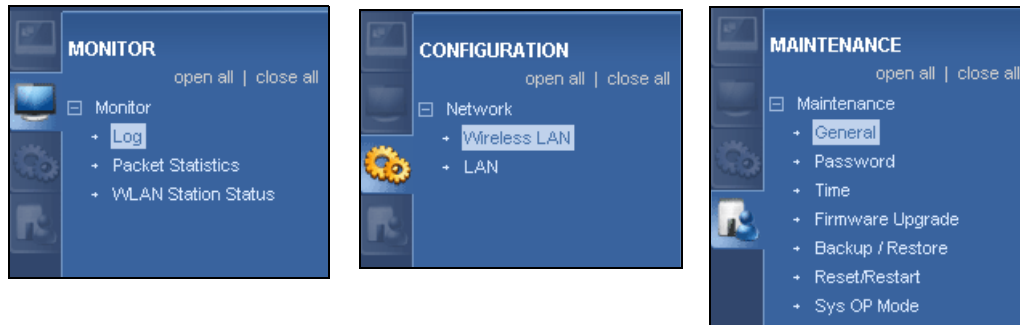 MONITOR
open all | close all
Monitor
Log
Packet Statistics
WLAN Station Status
CONFIGURATION
open all | close all
Network
Wireless LAN
LAN
MAINTENANCE
open all | close all
Maintenance
General
Password
Time
Firmware Upgrade
Backup / Restore
Reset/Restart
Sys OP Mode